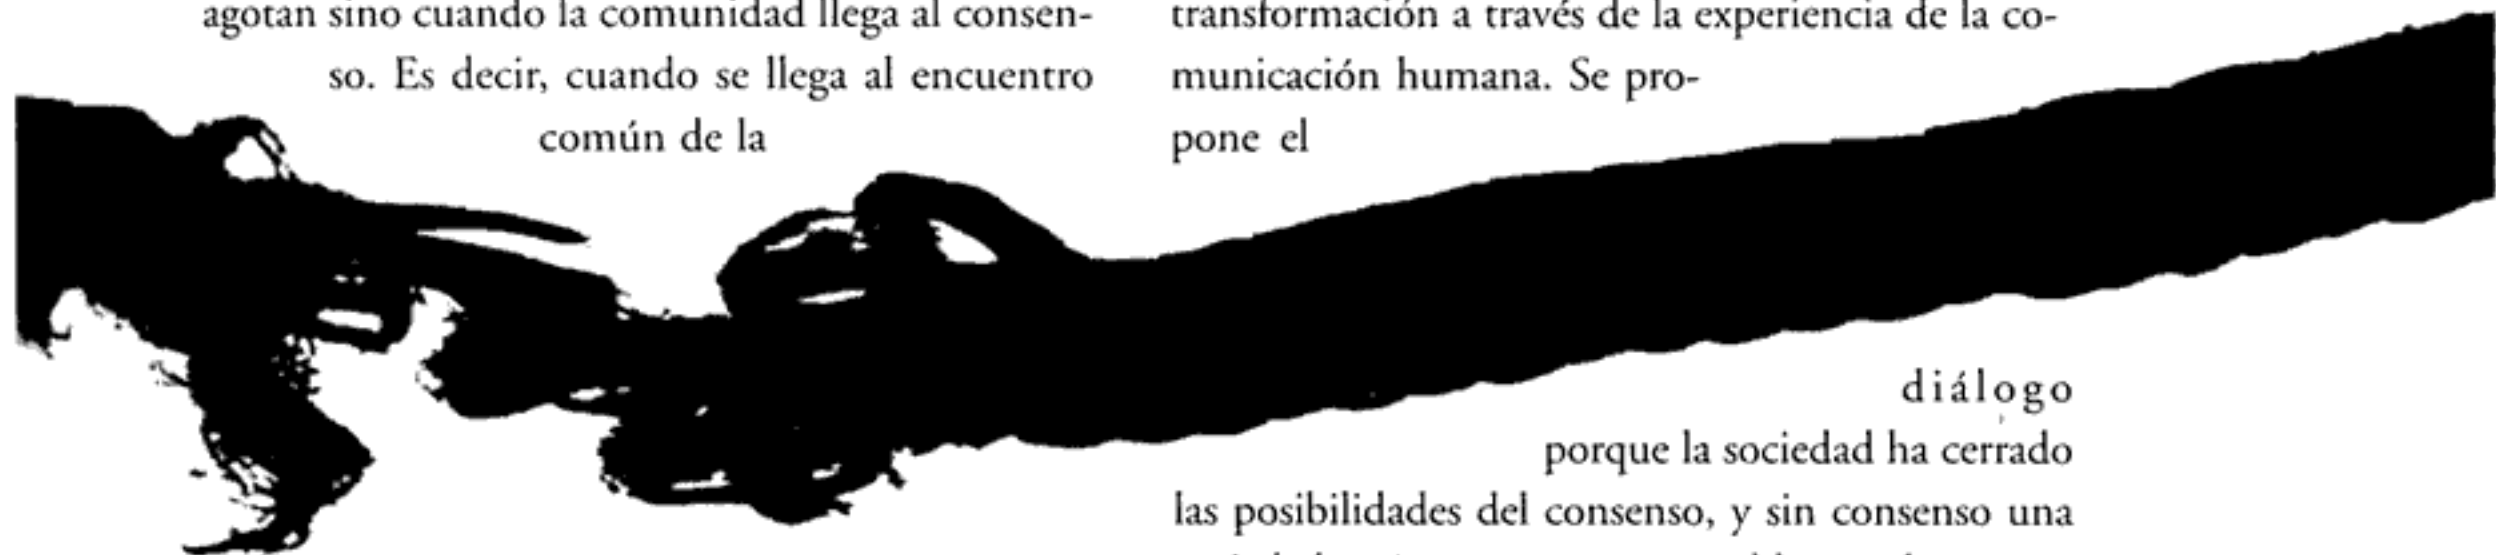 agotan sino cuando la comunidad llega al consen-
so. Es decir, cuando se llega al encuentro
común de la
transformación a través de la experiencia de la co-
municación humana. Se pro-
pone el
diálogo
porque la sociedad ha cerrado
las posibilidades del consenso, y sin consenso una